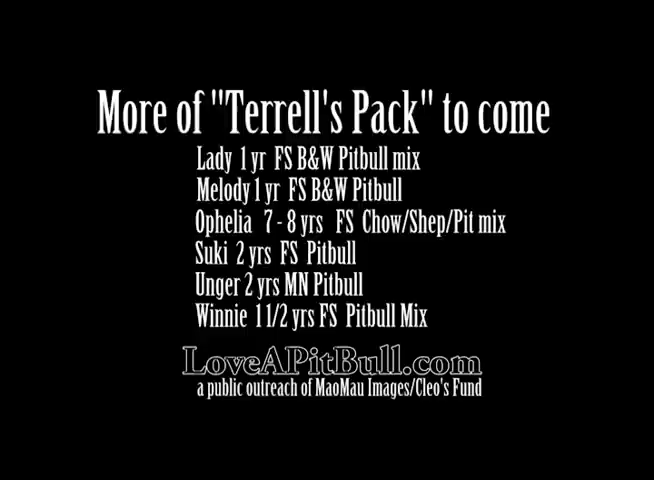 More of "Terrell's Pack" to come
Lady 1 yr FS B&W Pitbull mix
Melody 1 yr FS B&W Pitbull
Ophelia 7 - 8 yrs FS Chow/Shep/Pit mix
Suki 2 yrs FS Pitbull
Unger 2 yrs MN Pitbull
Winnie 1 1/2 yrs FS Pitbull Mix
LoveAPitBull.com
a public outreach of MaoMau Images/Cleo's Fund